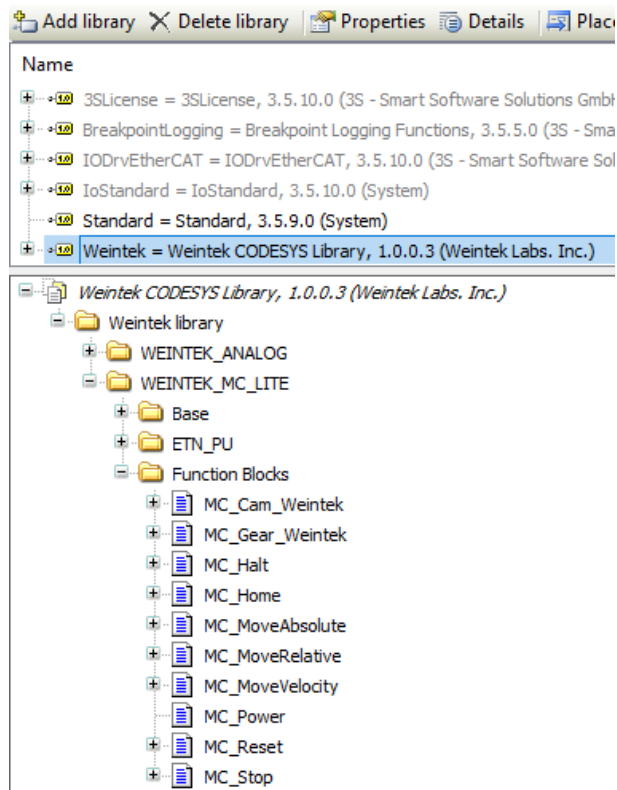 Add library Delete library Properties Details Plac
Name
3SLicense = 3SLicense, 3.5.10.0 (3S - Smart Software Solutions Gmb
BreakpointLogging = Breakpoint Logging Functions, 3.5.5.0 (3S - Sma
IODrvEtherCAT = IODrvEtherCAT, 3.5.10.0 (3S - Smart Software Sol
IoStandard = IoStandard, 3.5.10.0 (System)
Standard = Standard, 3.5.9.0 (System)
Weintek = Weintek CODESYS Library, 1.0.0.3 (Weintek Labs. Inc.)
Weintek CODESYS Library, 1.0.0.3 (Weintek Labs. Inc.)
Weintek library
WEINTEK_ANALOG
WEINTEK_MC_LITE
Base
ETN_PU
Function Blocks
MC_Cam_Weintek
MC_Gear_Weintek
MC_Halt
MC_Home
MC_MoveAbsolute
MC_MoveRelative
MC_MoveVelocity
MC_Power
MC_Reset
MC_Stop